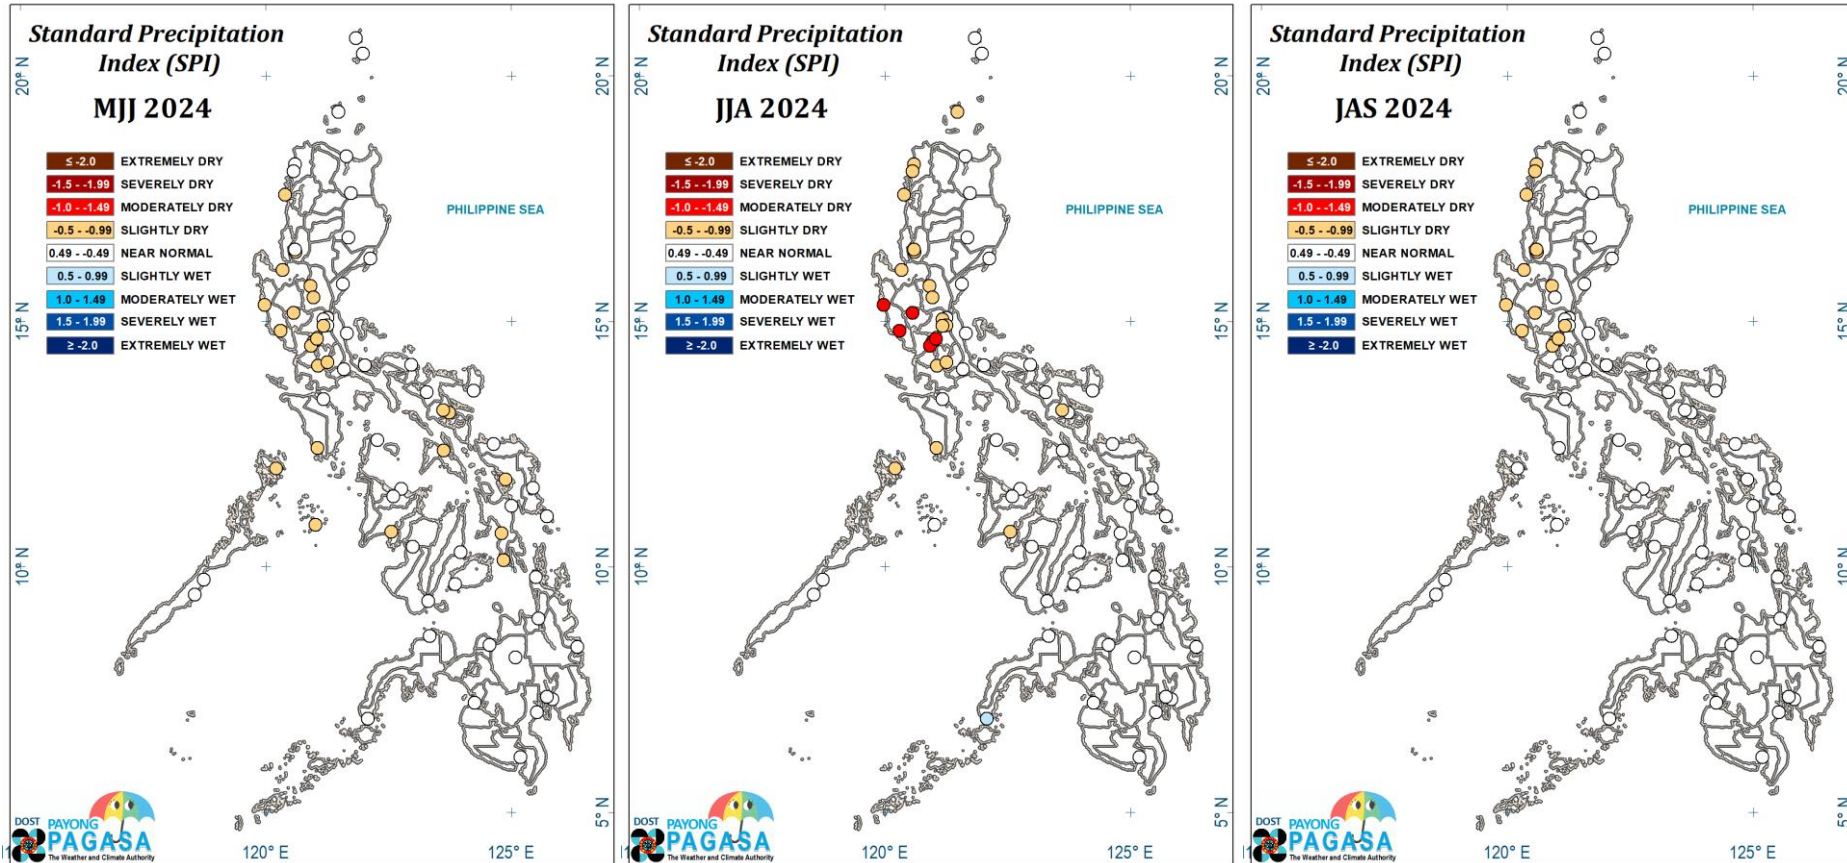 Standard Precipitation
Index (SPI)
MJJ 2024
≤ -2.0 EXTREMELY DRY
-1.5 - -1.99 SEVERELY DRY
-1.0 - -1.49 MODERATELY DRY
-0.5 - -0.99 SLIGHTLY DRY
0.49 - -0.49 NEAR NORMAL
0.5 - 0.99 SLIGHTLY WET
1.0 - 1.49 MODERATELY WET
1.5 - 1.99 SEVERELY WET
≥ -2.0 EXTREMELY WET
PHILIPPINE SEA
20° N
20° N
15° N
15° N
10° N
10° N
5° N
120° E
125° E
DOST
PAYONG
PAGASA
The Weather and Climate Authority
Standard Precipitation
Index (SPI)
JJA 2024
≤ -2.0 EXTREMELY DRY
-1.5 - -1.99 SEVERELY DRY
-1.0 - -1.49 MODERATELY DRY
-0.5 - -0.99 SLIGHTLY DRY
0.49 - -0.49 NEAR NORMAL
0.5 - 0.99 SLIGHTLY WET
1.0 - 1.49 MODERATELY WET
1.5 - 1.99 SEVERELY WET
≥ -2.0 EXTREMELY WET
PHILIPPINE SEA
20° N
20° N
15° N
15° N
10° N
10° N
5° N
120° E
125° E
DOST
PAYONG
PAGASA
The Weather and Climate Authority
Standard Precipitation
Index (SPI)
JAS 2024
≤ -2.0 EXTREMELY DRY
-1.5 - -1.99 SEVERELY DRY
-1.0 - -1.49 MODERATELY DRY
-0.5 - -0.99 SLIGHTLY DRY
0.49 - -0.49 NEAR NORMAL
0.5 - 0.99 SLIGHTLY WET
1.0 - 1.49 MODERATELY WET
1.5 - 1.99 SEVERELY WET
≥ -2.0 EXTREMELY WET
PHILIPPINE SEA
20° N
20° N
15° N
15° N
10° N
10° N
5° N
120° E
125° E
DOST
PAYONG
PAGASA
The Weather and Climate Authority